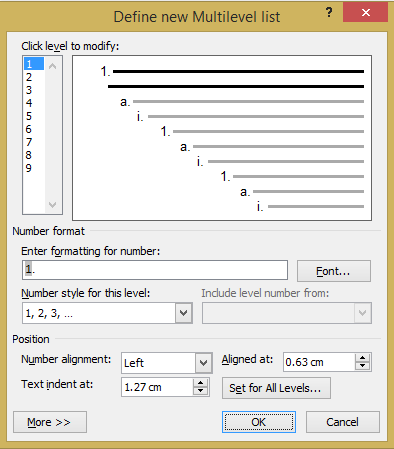 Define new Multilevel list
? x
Click level to modify:
1
2
3
4
5
6
7
8
9
1.
a.
i.
1.
a.
i.
1.
a.
i.
Number format
Enter formatting for number:
1.
Font...
Number style for this level:
Include level number from:
1, 2, 3, ...
Position
Number alignment: Left
Aligned at: 0.63 cm
Text indent at: 1.27 cm
Set for All Levels...
More >>
OK
Cancel